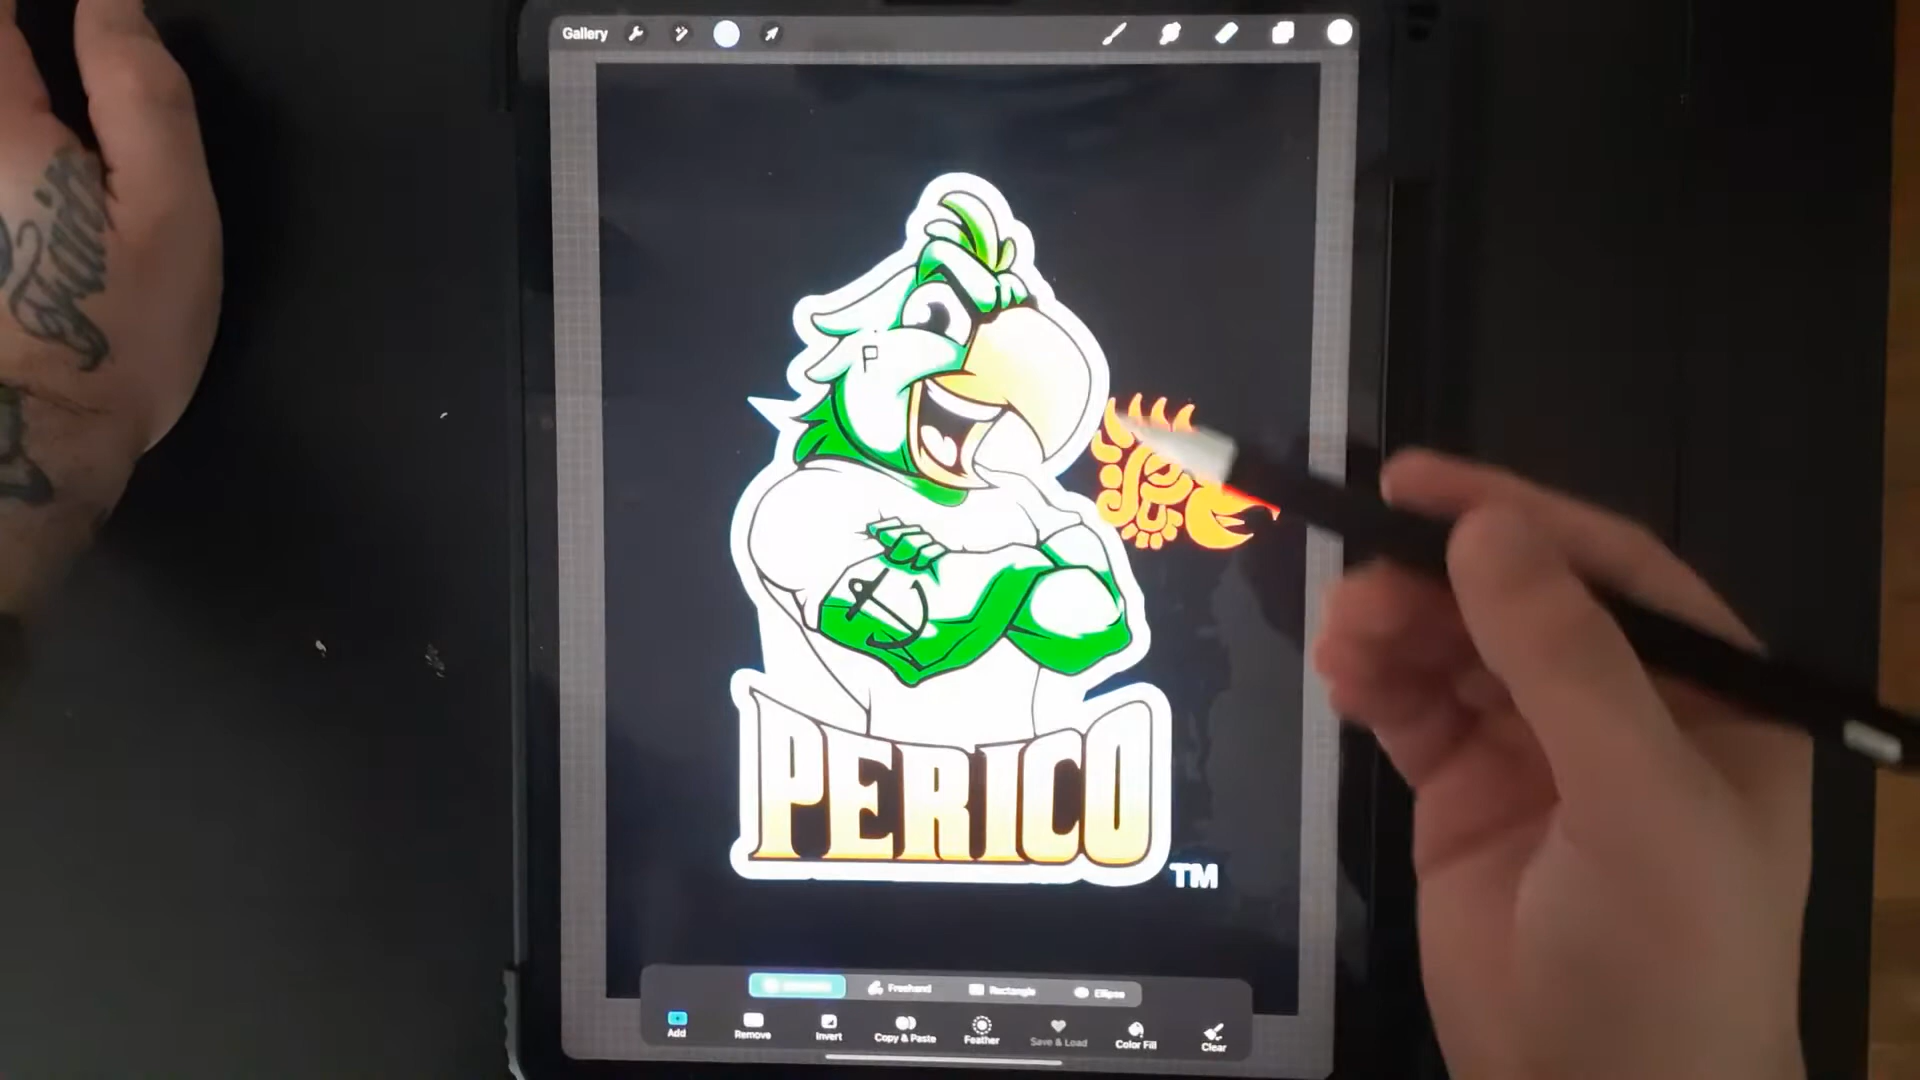 Gallery
P
PERICO
TM
Freehand
Rectangle
Ellipse
Add
Remove
Invert
Copy & Paste
Feather
Save & Load
Color Fill
Clear